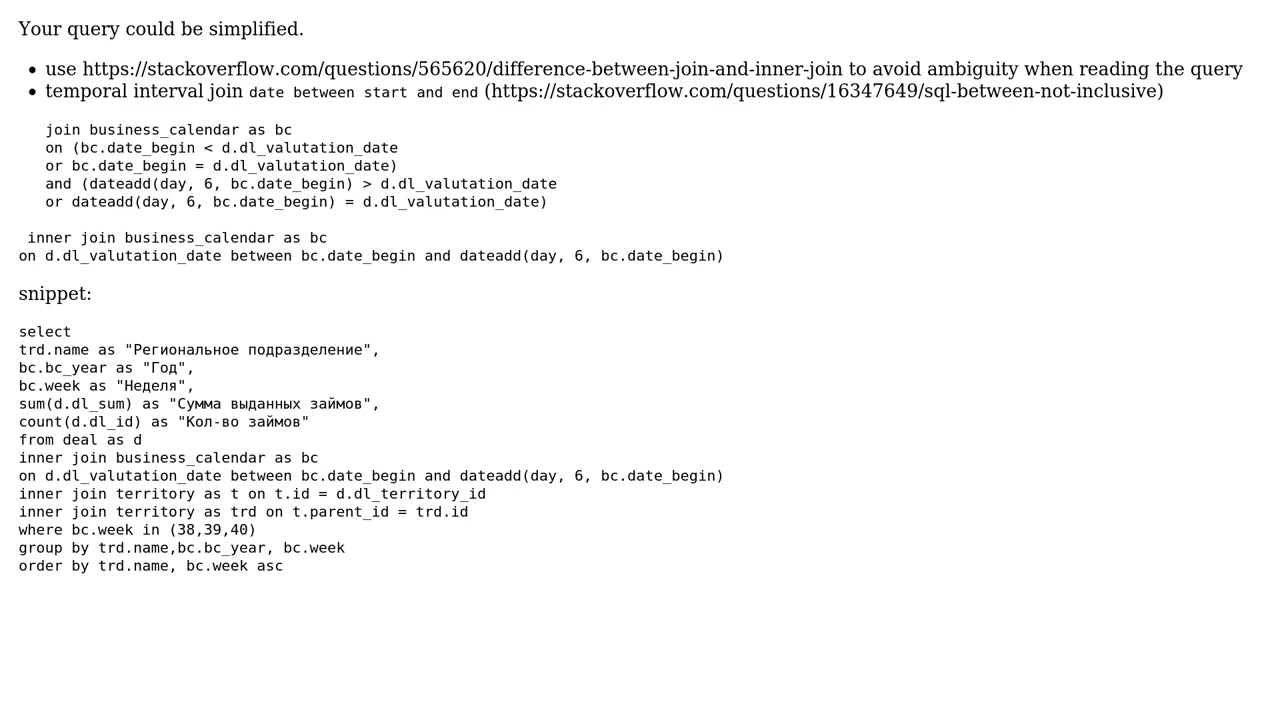 Your query could be simplified.
use https://stackoverflow.com/questions/565620/difference-between-join-and-inner-join to avoid ambiguity when reading the query
temporal interval join date between start and end (https://stackoverflow.com/questions/16347649/sql-between-not-inclusive)
join business_calendar as bc
on (bc.date_begin < d.dl_valutation_date
or bc.date_begin = d.dl_valutation_date)
and (dateadd(day, 6, bc.date_begin) > d.dl_valutation_date
or dateadd(day, 6, bc.date_begin) = d.dl_valutation_date)
inner join business_calendar as bc
on d.dl_valutation_date between bc.date_begin and dateadd(day, 6, bc.date_begin)
snippet:
select
trd.name as "Региональное подразделение",
bc.bc_year as "Год",
bc.week as "Неделя",
sum(d.dl_sum) as "Сумма выданных займов",
count(d.dl_id) as "Кол-во займов"
from deal as d
inner join business_calendar as bc
on d.dl_valutation_date between bc.date_begin and dateadd(day, 6, bc.date_begin)
inner join territory as t on t.id = d.dl_territory_id
inner join territory as trd on t.parent_id = trd.id
where bc.week in (38,39,40)
group by trd.name,bc.bc_year, bc.week
order by trd.name, bc.week asc